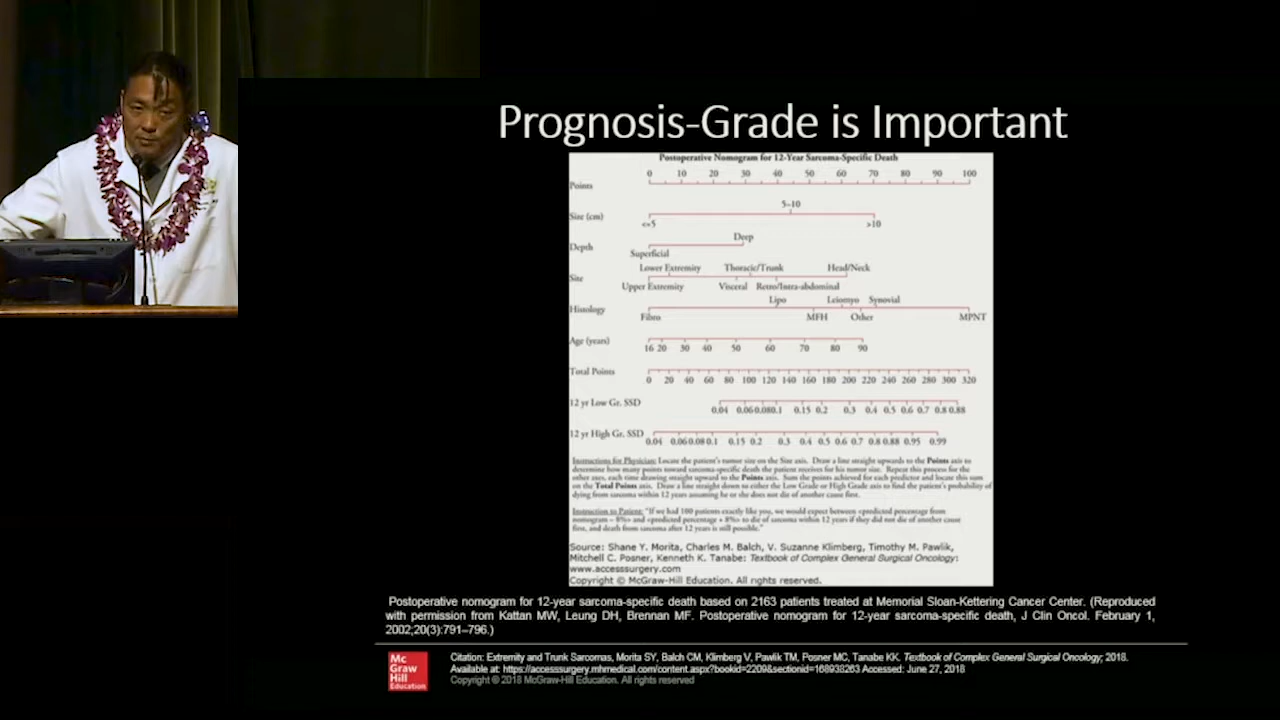 Prognosis-Grade is Important
Postoperative Nomogram for 12-Year Sarcoma-Specific Death
Points 0 10 20 30 40 50 60 70 80 90 100
5-10
Size (cm)
<=5 >10
Deep
Depth
Superficial
Lower Extremity Thoracic/Trunk Head/Neck
Site
Upper Extremity Visceral Retro/Intra-abdominal
Lipo Leiomyo Synovial
Histology
Fibro MFH Other MPNT
Age (years)
16 20 30 40 50 60 70 80 90
Total Points
0 20 40 60 80 100 120 140 160 180 200 220 240 260 280 300 320
12 yr Low Gr. SSD
0.04 0.06 0.08 0.1 0.15 0.2 0.3 0.4 0.5 0.6 0.7 0.8 0.88
12 yr High Gr. SSD
0.04 0.06 0.08 0.1 0.15 0.2 0.3 0.4 0.5 0.6 0.7 0.8 0.88 0.95 0.99
Instructions for Physician: Locate the patient's tumor size on the Size axis. Draw a line straight upwards to the Points axis to
determine how many points toward sarcoma-specific death the patient receives for his tumor size. Repeat this process for the
other axes, each time drawing straight upward to the Points axis. Sum the points achieved for each predictor and locate this sum
on the Total Points axis. Draw a line straight down to either the Low Grade or High Grade axis to find the patient's probability of
dying from sarcoma within 12 years assuming he or she does not die of another cause first.
Instruction to Patient: "If we had 100 patients exactly like you, we would expect between <predicted percentage from
nomogram - 8%> and <predicted percentage + 8%> to die of sarcoma within 12 years if they did not die of another cause
first, and death from sarcoma after 12 years is still possible."
Source: Shane Y. Morita, Charles M. Balch, V. Suzanne Klimberg, Timothy M. Pawlik,
Mitchell C. Posner, Kenneth K. Tanabe: Textbook of Complex General Surgical Oncology:
www.accesssurgery.com
Copyright © McGraw-Hill Education. All rights reserved.
Postoperative nomogram for 12-year sarcoma-specific death based on 2163 patients treated at Memorial Sloan-Kettering Cancer Center. (Reproduced
with permission from Kattan MW, Leung DH, Brennan MF. Postoperative nomogram for 12-year sarcoma-specific death, J Clin Oncol. February 1,
2002;20(3):791–796.)
Mc
Graw
Hill
Education
Citation: Extremity and Trunk Sarcomas, Morita SY, Balch CM, Klimberg V, Pawlik TM, Posner MC, Tanabe KK. Textbook of Complex General Surgical Oncology; 2018.
Available at: https://accesssurgery.mhmedical.com/content.aspx?bookid=2209&sectionid=168938263 Accessed: June 27, 2018
Copyright © 2018 McGraw-Hill Education. All rights reserved